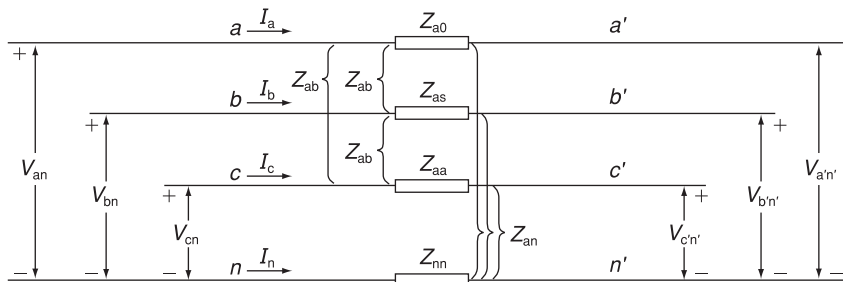 a I_a Z_a0 a′
+ +
Z_ab Z_ab
b I_b Z_as b′
+ +
V_an Z_ab V_a′n′
c I_c Z_aa c′
V_bn + + V_b′n′
V_cn Z_an V_c′n′
n I_n Z_nn n′
− − − − − −